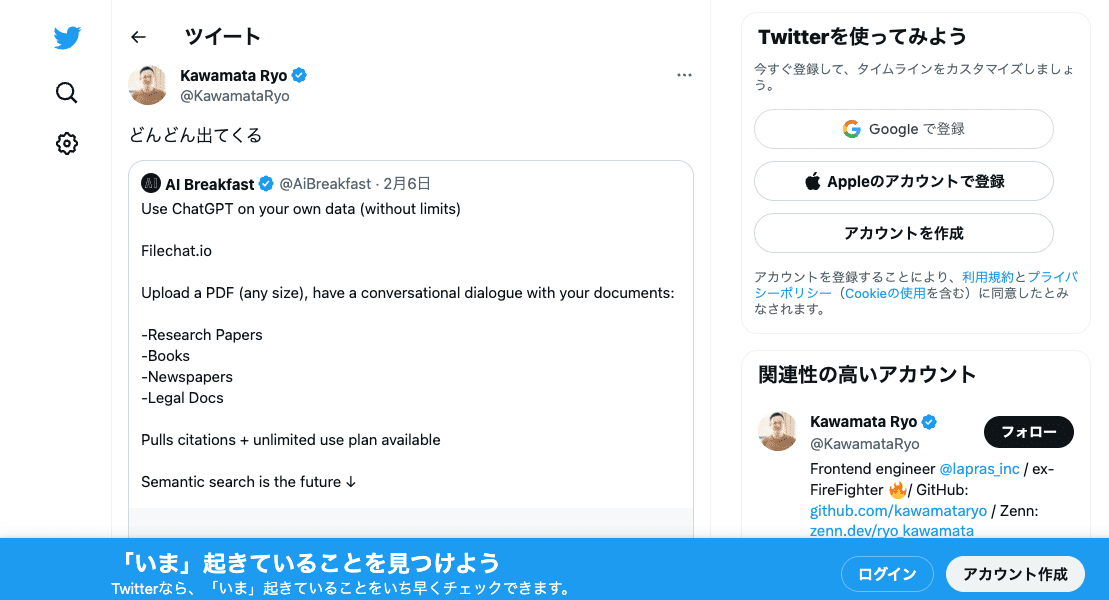 ツイート
Kawamata Ryo
@KawamataRyo
どんどん出てくる
AI AI Breakfast @AiBreakfast · 2月6日
Use ChatGPT on your own data (without limits)
Filechat.io
Upload a PDF (any size), have a conversational dialogue with your documents:
-Research Papers
-Books
-Newspapers
-Legal Docs
Pulls citations + unlimited use plan available
Semantic search is the future ↓
Twitterを使ってみよう
今すぐ登録して、タイムラインをカスタマイズしましょ
う。
Google で登録
Appleのアカウントで登録
アカウントを作成
アカウントを登録することにより、利用規約とプライバ
シーポリシー（Cookieの使用を含む）に同意したとみ
なされます。
関連性の高いアカウント
Kawamata Ryo
@KawamataRyo
フォロー
Frontend engineer @lapras_inc / ex-
FireFighter 🔥/ GitHub:
github.com/kawamataryo / Zenn:
zenn.dev/ryo_kawamata
「いま」起きていることを見つけよう
Twitterなら、「いま」起きていることをいち早くチェックできます。
ログイン
アカウント作成